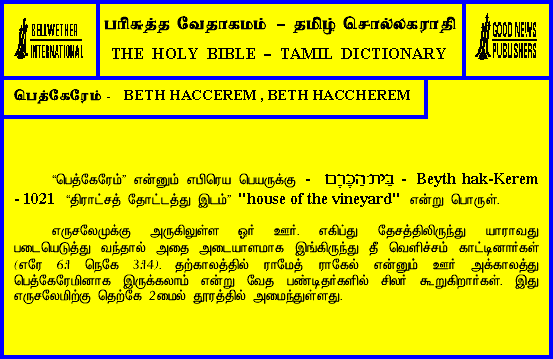 BELLWETHER
INTERNATIONAL
பரிசுத்த வேதாகமம் – தமிழ் சொல்லகராதி
THE HOLY BIBLE – TAMIL DICTIONARY
GOOD NEWS
PUBLISHERS
பெத்கேரேம் - BETH HACCEREM , BETH HACCHEREM
“பெத்கேரேம்” என்னும் எபிரெய பெயருக்கு - בֵּית־הַכֶּרֶם - Beyth hak-Kerem
- 1021 “திராட்சத் தோட்டத்து இடம்” "house of the vineyard" என்று பொருள்.
எருசலேமுக்கு அருகிலுள்ள ஓர் ஊர். எகிப்து தேசத்திலிருந்து யாராவது
படையெடுத்து வந்தால் அதை அடையாளமாக இங்கிருந்து தீ வெளிச்சம் காட்டினார்கள்
(எரே 6:1 நெகே 3:14). தற்காலத்தில் ராமேத் ராகேல் என்னும் ஊர் அக்காலத்து
பெத்கேரேமினாக இருக்கலாம் என்று வேத பண்டிதர்களில் சிலர் கூறுகிறார்கள். இது
எருசலேமிற்கு தெற்கே 2மைல் தூரத்தில் அமைந்துள்ளது.